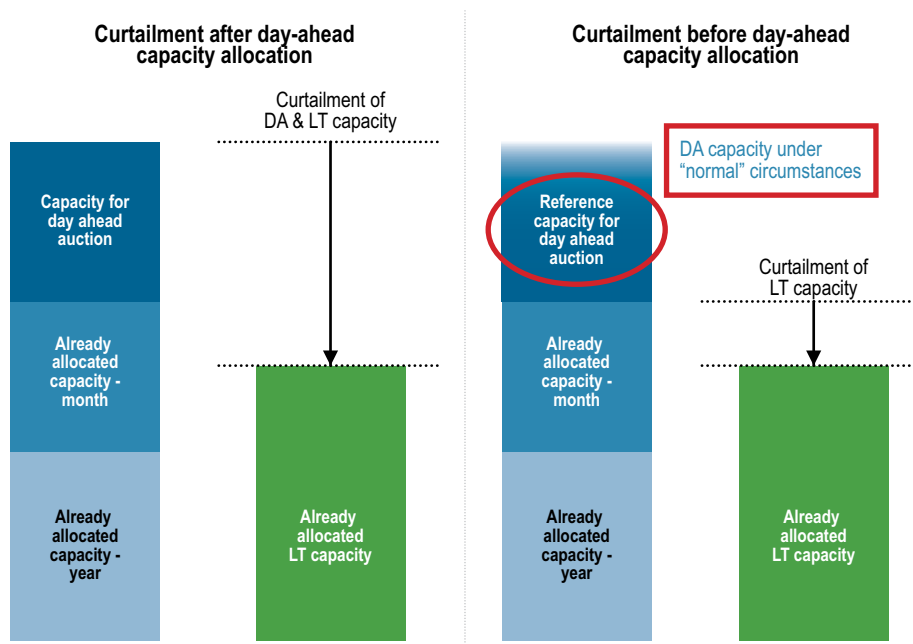 Curtailment after day-ahead
capacity allocation
Curtailment of
DA & LT capacity
Capacity for
day ahead
auction
Already
allocated
capacity -
month
Already
allocated
capacity -
year
Already
allocated
LT capacity
Curtailment before day-ahead
capacity allocation
DA capacity under
“normal” circumstances
Reference
capacity for
day ahead
auction
Curtailment of
LT capacity
Already
allocated
capacity -
month
Already
allocated
capacity -
year
Already
allocated
LT capacity